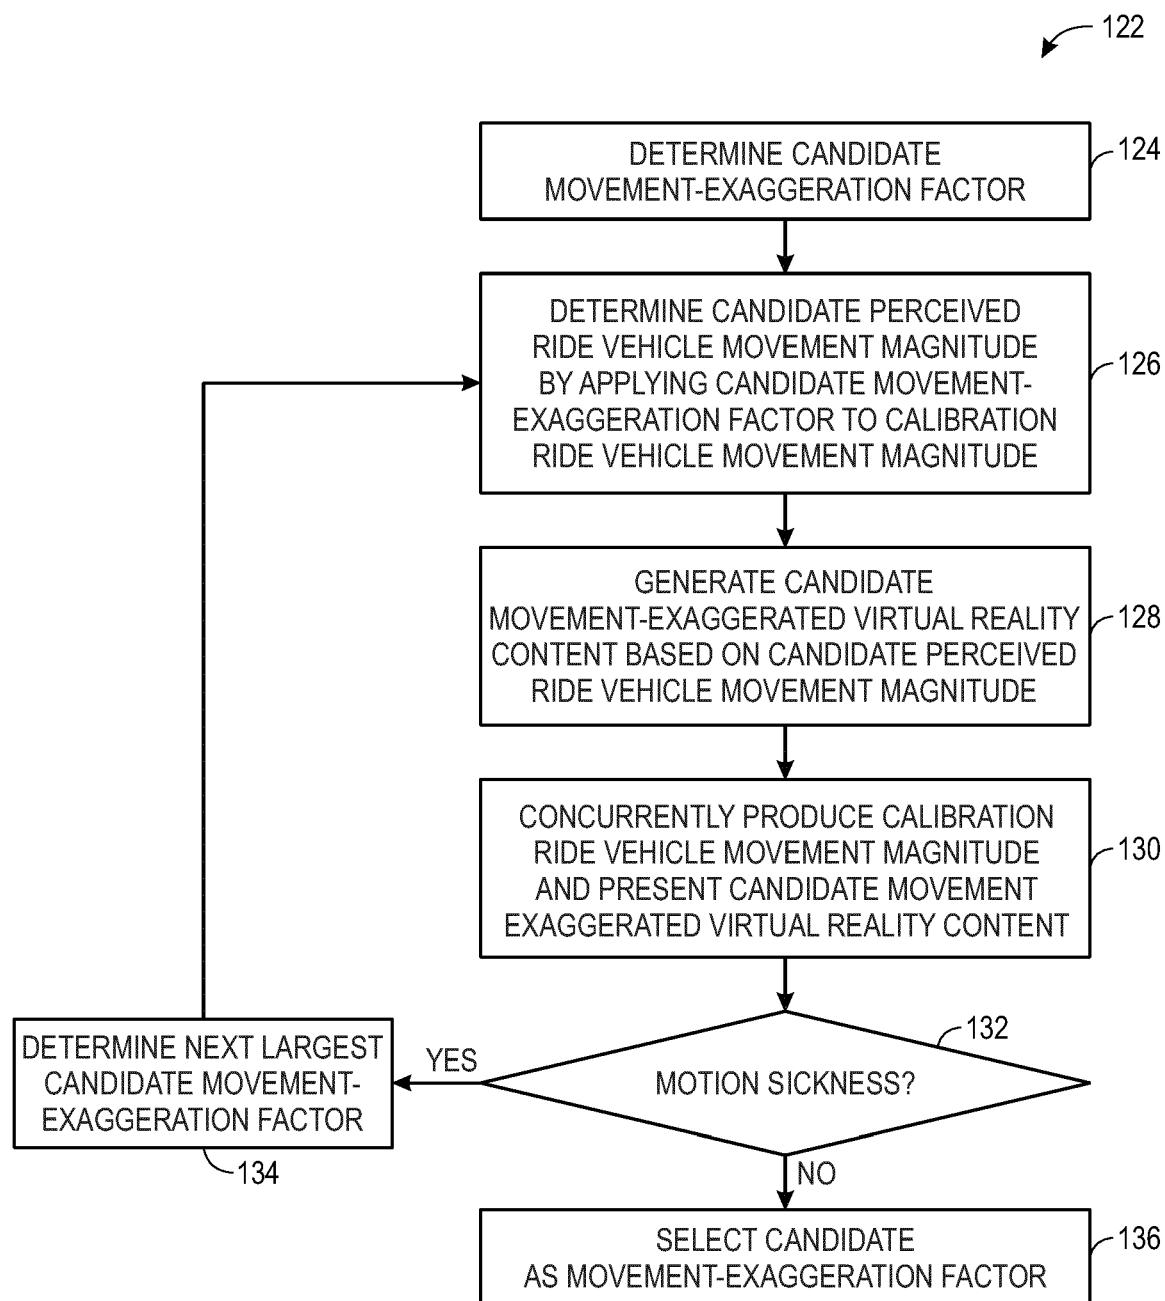 122
DETERMINE CANDIDATE
MOVEMENT-EXAGGERATION FACTOR
124
DETERMINE CANDIDATE PERCEIVED
RIDE VEHICLE MOVEMENT MAGNITUDE
BY APPLYING CANDIDATE MOVEMENT-
EXAGGERATION FACTOR TO CALIBRATION
RIDE VEHICLE MOVEMENT MAGNITUDE
126
GENERATE CANDIDATE
MOVEMENT-EXAGGERATED VIRTUAL REALITY
CONTENT BASED ON CANDIDATE PERCEIVED
RIDE VEHICLE MOVEMENT MAGNITUDE
128
CONCURRENTLY PRODUCE CALIBRATION
RIDE VEHICLE MOVEMENT MAGNITUDE
AND PRESENT CANDIDATE MOVEMENT
EXAGGERATED VIRTUAL REALITY CONTENT
130
132
MOTION SICKNESS?
YES
DETERMINE NEXT LARGEST
CANDIDATE MOVEMENT-
EXAGGERATION FACTOR
134
NO
SELECT CANDIDATE
AS MOVEMENT-EXAGGERATION FACTOR
136